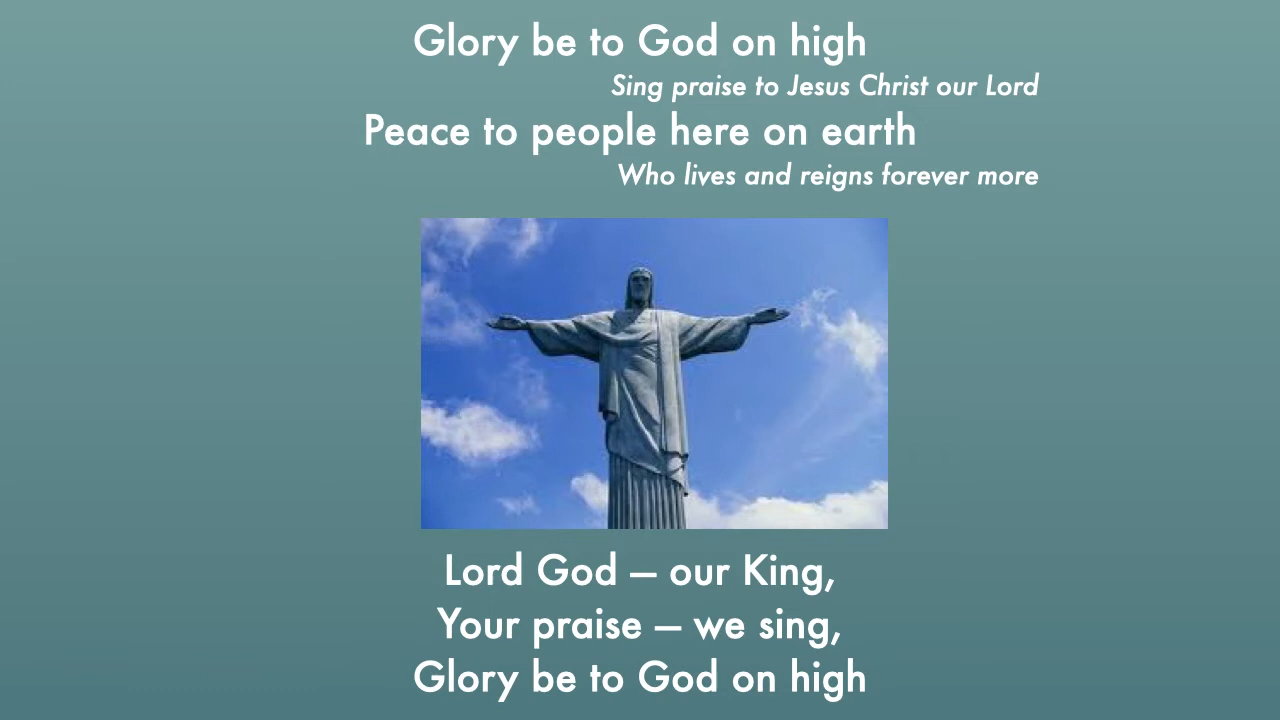 Glory be to God on high
Sing praise to Jesus Christ our Lord
Peace to people here on earth
Who lives and reigns forever more
Lord God — our King,
Your praise — we sing,
Glory be to God on high